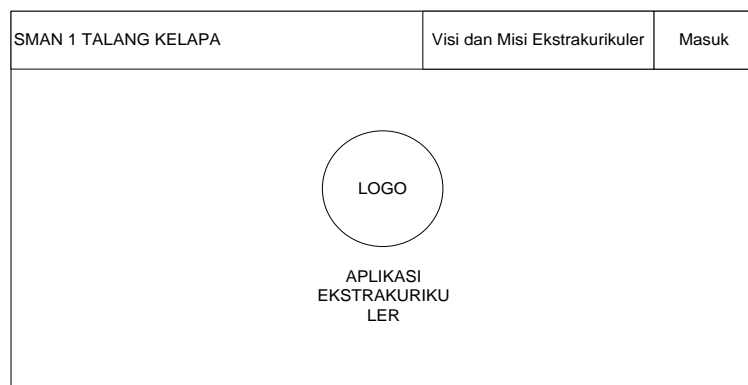 SMAN 1 TALANG KELAPA
Visi dan Misi Ekstrakurikuler
Masuk
LOGO
APLIKASI
EKSTRAKURIKU
LER